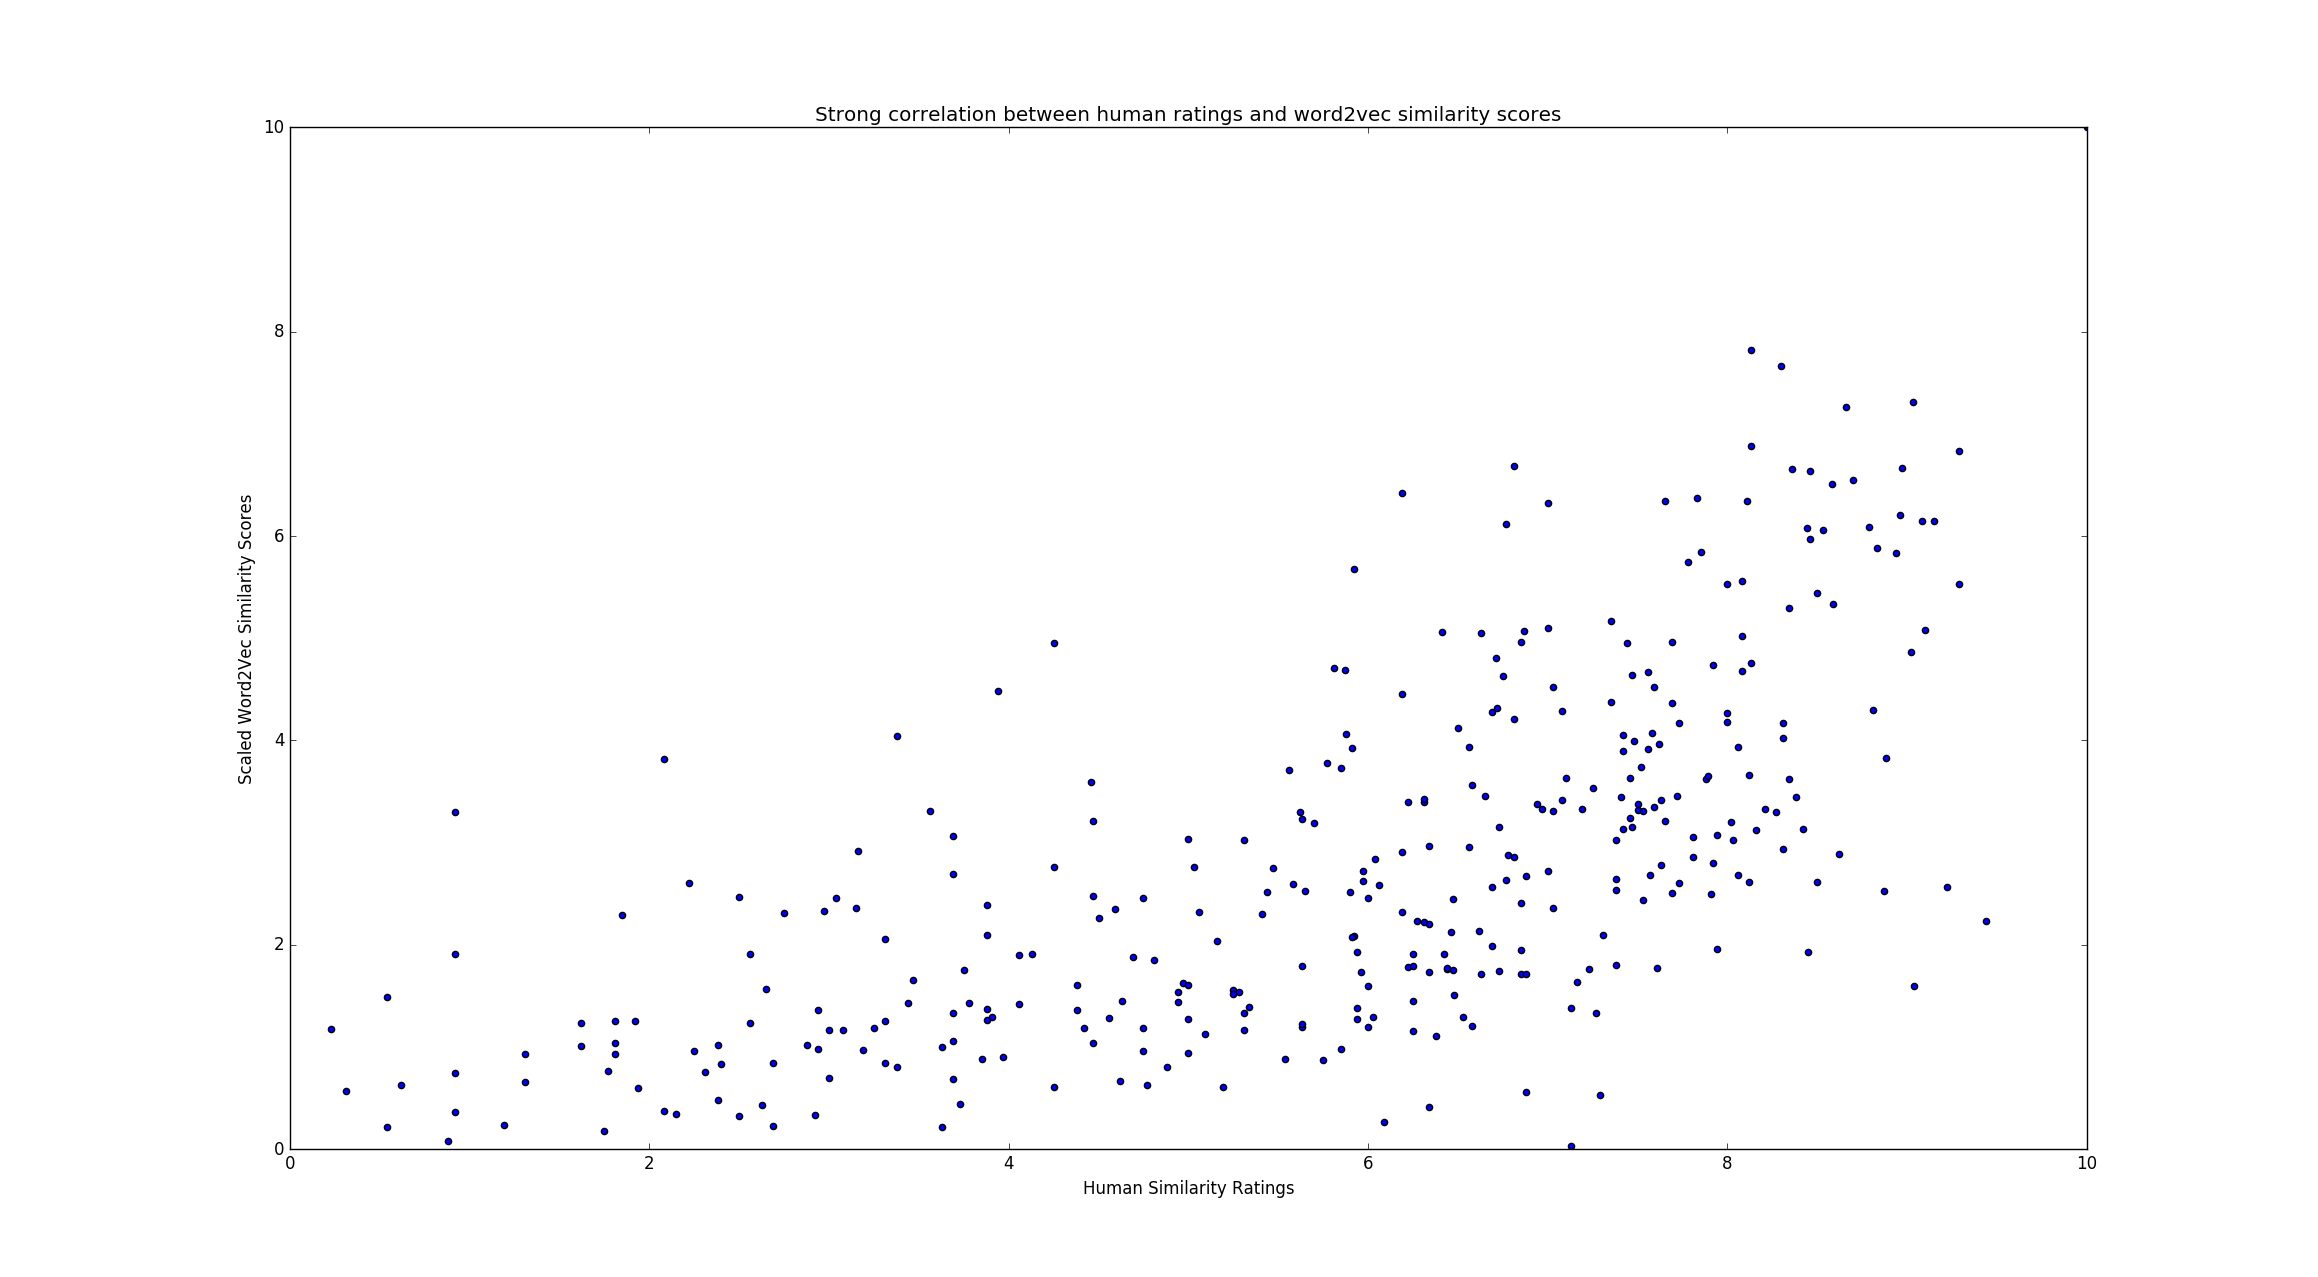 Strong correlation between human ratings and word2vec similarity scores
10
8
6
4
2
0
Scaled Word2Vec Similarity Scores
0 2 4 6 8 10
Human Similarity Ratings